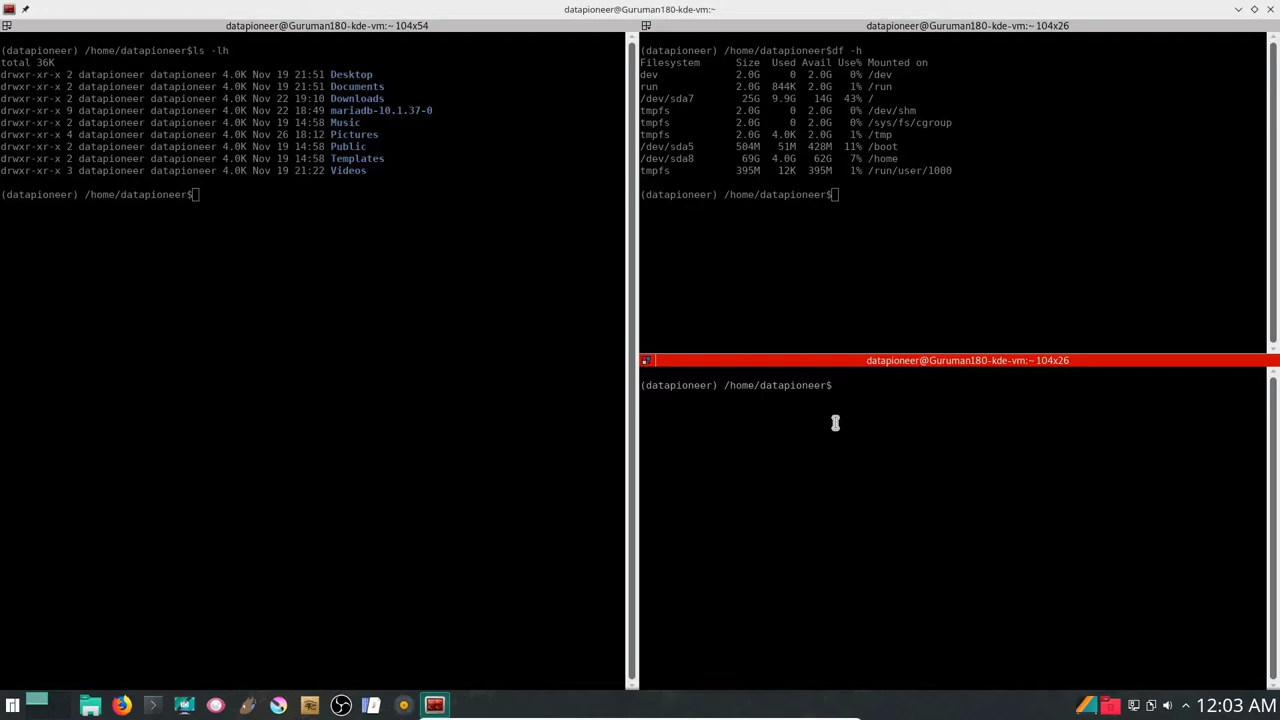 datapioneer@Guruman180-kde-vm:~
datapioneer@Guruman180-kde-vm:~ 104x54
(datapioneer) /home/datapioneer$ls -lh
total 36K
drwxr-xr-x 2 datapioneer datapioneer 4.0K Nov 19 21:51 Desktop
drwxr-xr-x 2 datapioneer datapioneer 4.0K Nov 19 21:51 Documents
drwxr-xr-x 2 datapioneer datapioneer 4.0K Nov 22 19:10 Downloads
drwxr-xr-x 9 datapioneer datapioneer 4.0K Nov 22 18:49 mariadb-10.1.37-0
drwxr-xr-x 2 datapioneer datapioneer 4.0K Nov 19 14:58 Music
drwxr-xr-x 4 datapioneer datapioneer 4.0K Nov 26 18:12 Pictures
drwxr-xr-x 2 datapioneer datapioneer 4.0K Nov 19 14:58 Public
drwxr-xr-x 2 datapioneer datapioneer 4.0K Nov 19 14:58 Templates
drwxr-xr-x 3 datapioneer datapioneer 4.0K Nov 19 21:22 Videos
(datapioneer) /home/datapioneer$
datapioneer@Guruman180-kde-vm:~ 104x26
(datapioneer) /home/datapioneer$df -h
Filesystem Size Used Avail Use% Mounted on
dev 2.0G 0 2.0G 0% /dev
run 2.0G 844K 2.0G 1% /run
/dev/sda7 25G 9.9G 14G 43% /
tmpfs 2.0G 0 2.0G 0% /dev/shm
tmpfs 2.0G 0 2.0G 0% /sys/fs/cgroup
tmpfs 2.0G 4.0K 2.0G 1% /tmp
/dev/sda5 504M 51M 428M 11% /boot
/dev/sda8 69G 4.0G 62G 7% /home
tmpfs 395M 12K 395M 1% /run/user/1000
(datapioneer) /home/datapioneer$
datapioneer@Guruman180-kde-vm:~ 104x26
(datapioneer) /home/datapioneer$
12:03 AM